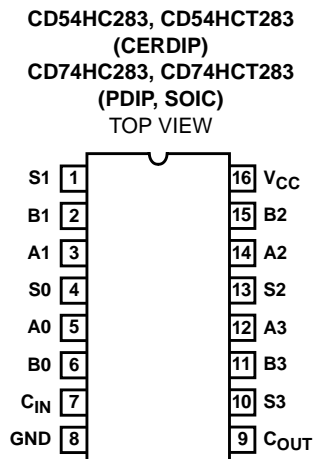 CD54HC283, CD54HCT283
(CERDIP)
CD74HC283, CD74HCT283
(PDIP, SOIC)
TOP VIEW
S1 1 16 VCC
B1 2 15 B2
A1 3 14 A2
S0 4 13 S2
A0 5 12 A3
B0 6 11 B3
CIN 7 10 S3
GND 8 9 COUT